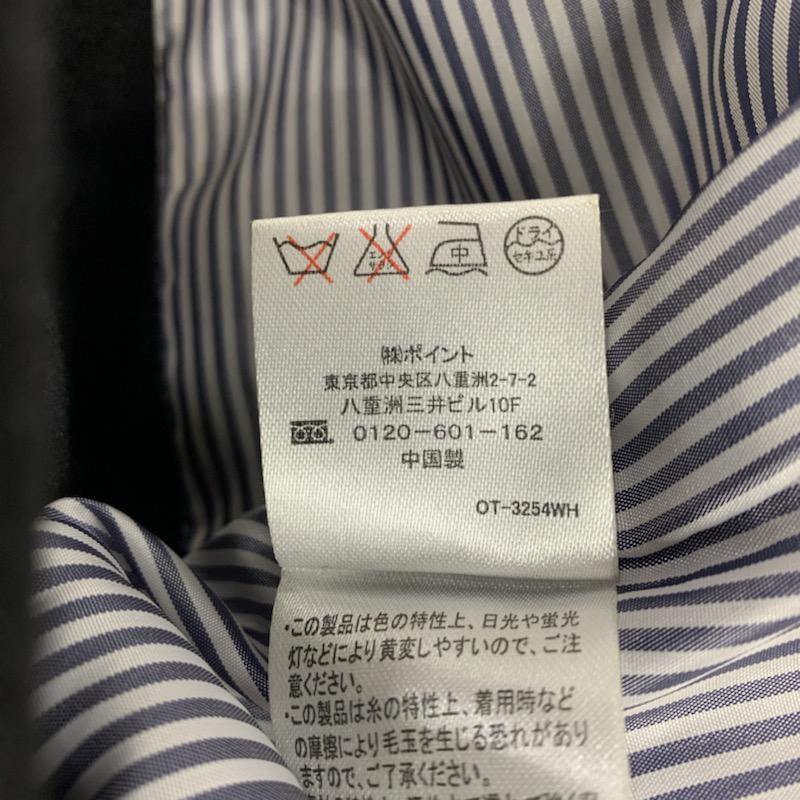 エンソ
サラシ
中
ドライ
セキユ系
㈱ポイント
東京都中央区八重洲2-7-2
八重洲三井ビル10F
0120-601-162
中国製
OT-3254WH
・この製品は色の特性上、日光や蛍光
灯などにより黄変しやすいので、ご注
意ください。
・この製品は糸の特性上、着用時など
の摩擦により毛玉を生じる恐れがあり
ますので、ご了承ください。